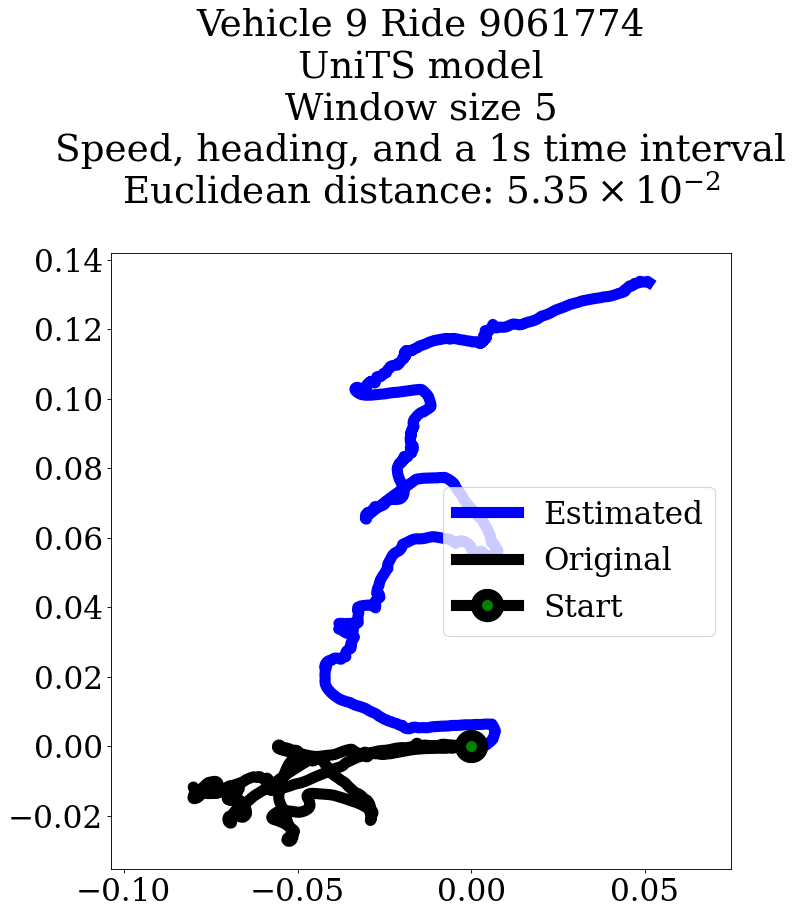 Vehicle 9 Ride 9061774
UniTS model
Window size 5
Speed, heading, and a 1s time interval
Euclidean distance: 5.35 × 10⁻²
0.14
0.12
0.10
0.08
0.06
0.04
0.02
0.00
−0.02
Estimated
Original
Start
−0.10
−0.05
0.00
0.05